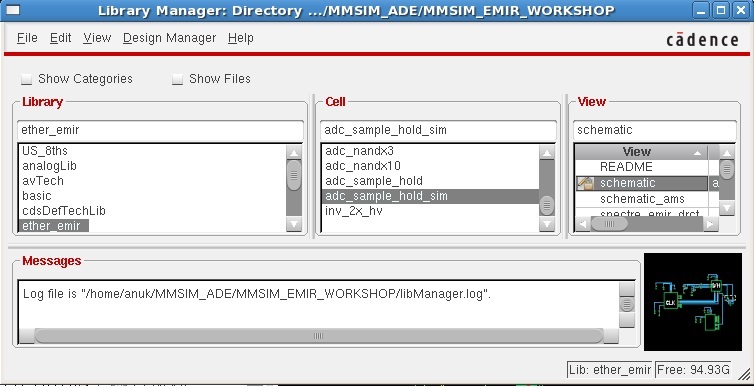 Library Manager: Directory .../MMSIM_ADE/MMSIM_EMIR_WORKSHOP
File Edit View Design Manager Help
cādence
Show Categories Show Files
Library
ether_emir
US_8ths
analogLib
avTech
basic
cdsDefTechLib
ether_emir
Cell
adc_sample_hold_sim
adc_nandx3
adc_nandx10
adc_sample_hold
adc_sample_hold_sim
inv_2x_hv
View
schematic
View
README
schematic a
schematic_ams
spectre_emir_drct
Messages
Log file is "/home/anuk/MMSIM_ADE/MMSIM_EMIR_WORKSHOP/libManager.log".
CLK
S/H
Lib: ether_emir Free: 94.93G